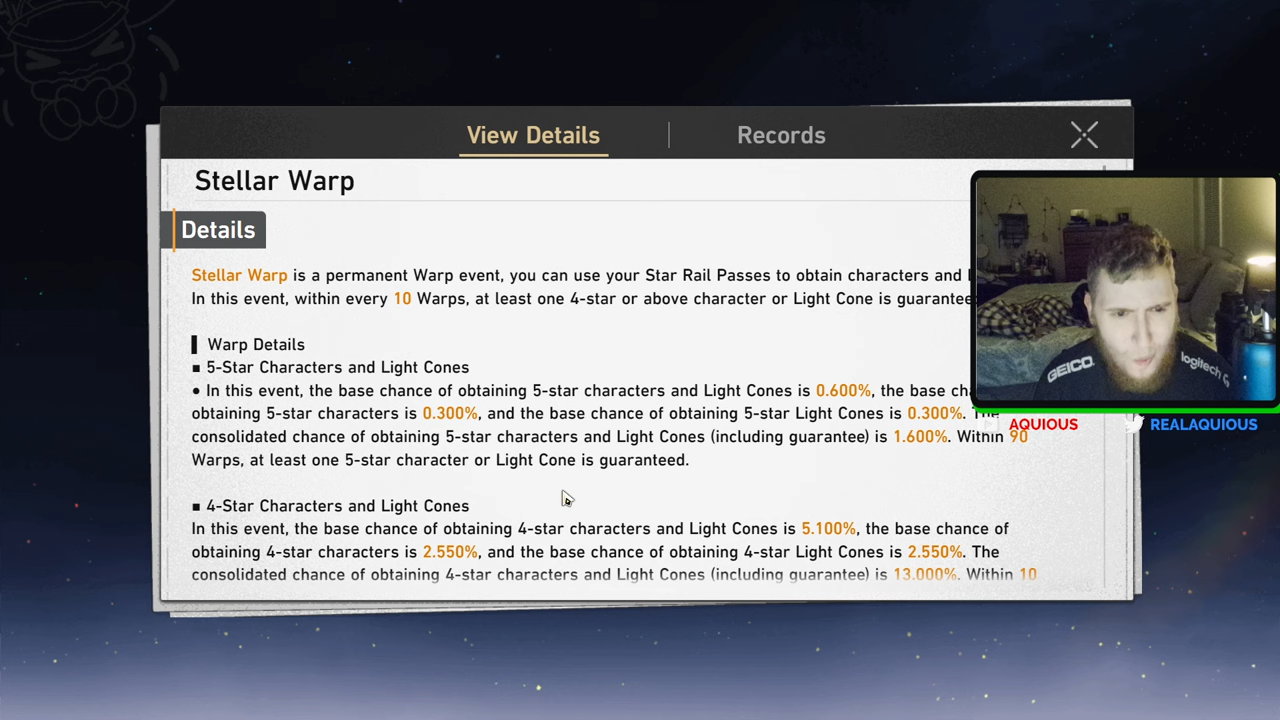 View Details
Records
Stellar Warp
Details
Stellar Warp is a permanent Warp event, you can use your Star Rail Passes to obtain characters and
In this event, within every 10 Warps, at least one 4-star or above character or Light Cone is guarantee
Warp Details
■ 5-Star Characters and Light Cones
• In this event, the base chance of obtaining 5-star characters and Light Cones is 0.600%, the base cha
obtaining 5-star characters is 0.300%, and the base chance of obtaining 5-star Light Cones is 0.300%. The
consolidated chance of obtaining 5-star characters and Light Cones (including guarantee) is 1.600%. Within 90
Warps, at least one 5-star character or Light Cone is guaranteed.
■ 4-Star Characters and Light Cones
In this event, the base chance of obtaining 4-star characters and Light Cones is 5.100%, the base chance of
obtaining 4-star characters is 2.550%, and the base chance of obtaining 4-star Light Cones is 2.550%. The
consolidated chance of obtaining 4-star characters and Light Cones (including guarantee) is 13.000%. Within 10
GEICO
logitech G
AQUIOUS
REALAQUIOUS